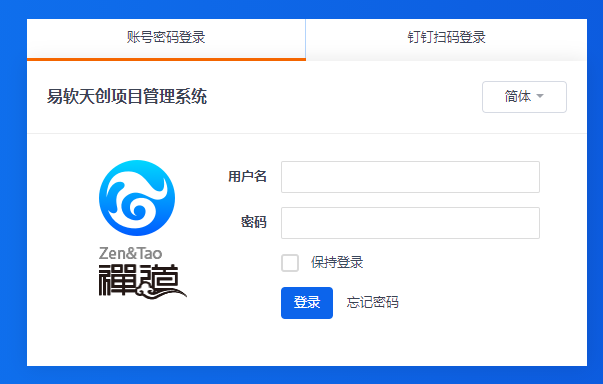 账号密码登录
钉钉扫码登录
易软天创项目管理系统
简体
用户名
密码
Zen&Tao
禪道
保持登录
登录 忘记密码